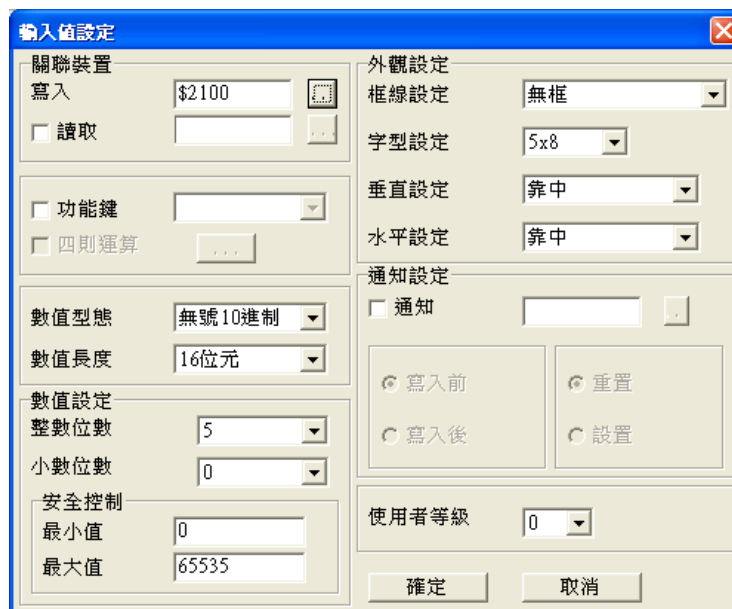 輸入值設定
關聯裝置
寫入 $2100 ...
讀取 ...
功能鍵
四則運算 ...
數值型態 無號10進制
數值長度 16位元
數值設定
整數位數 5
小數位數 0
安全控制
最小值 0
最大值 65535
外觀設定
框線設定 無框
字型設定 5x8
垂直設定 靠中
水平設定 靠中
通知設定
通知 .
寫入前 重置
寫入後 設置
使用者等級 0
確定 取消